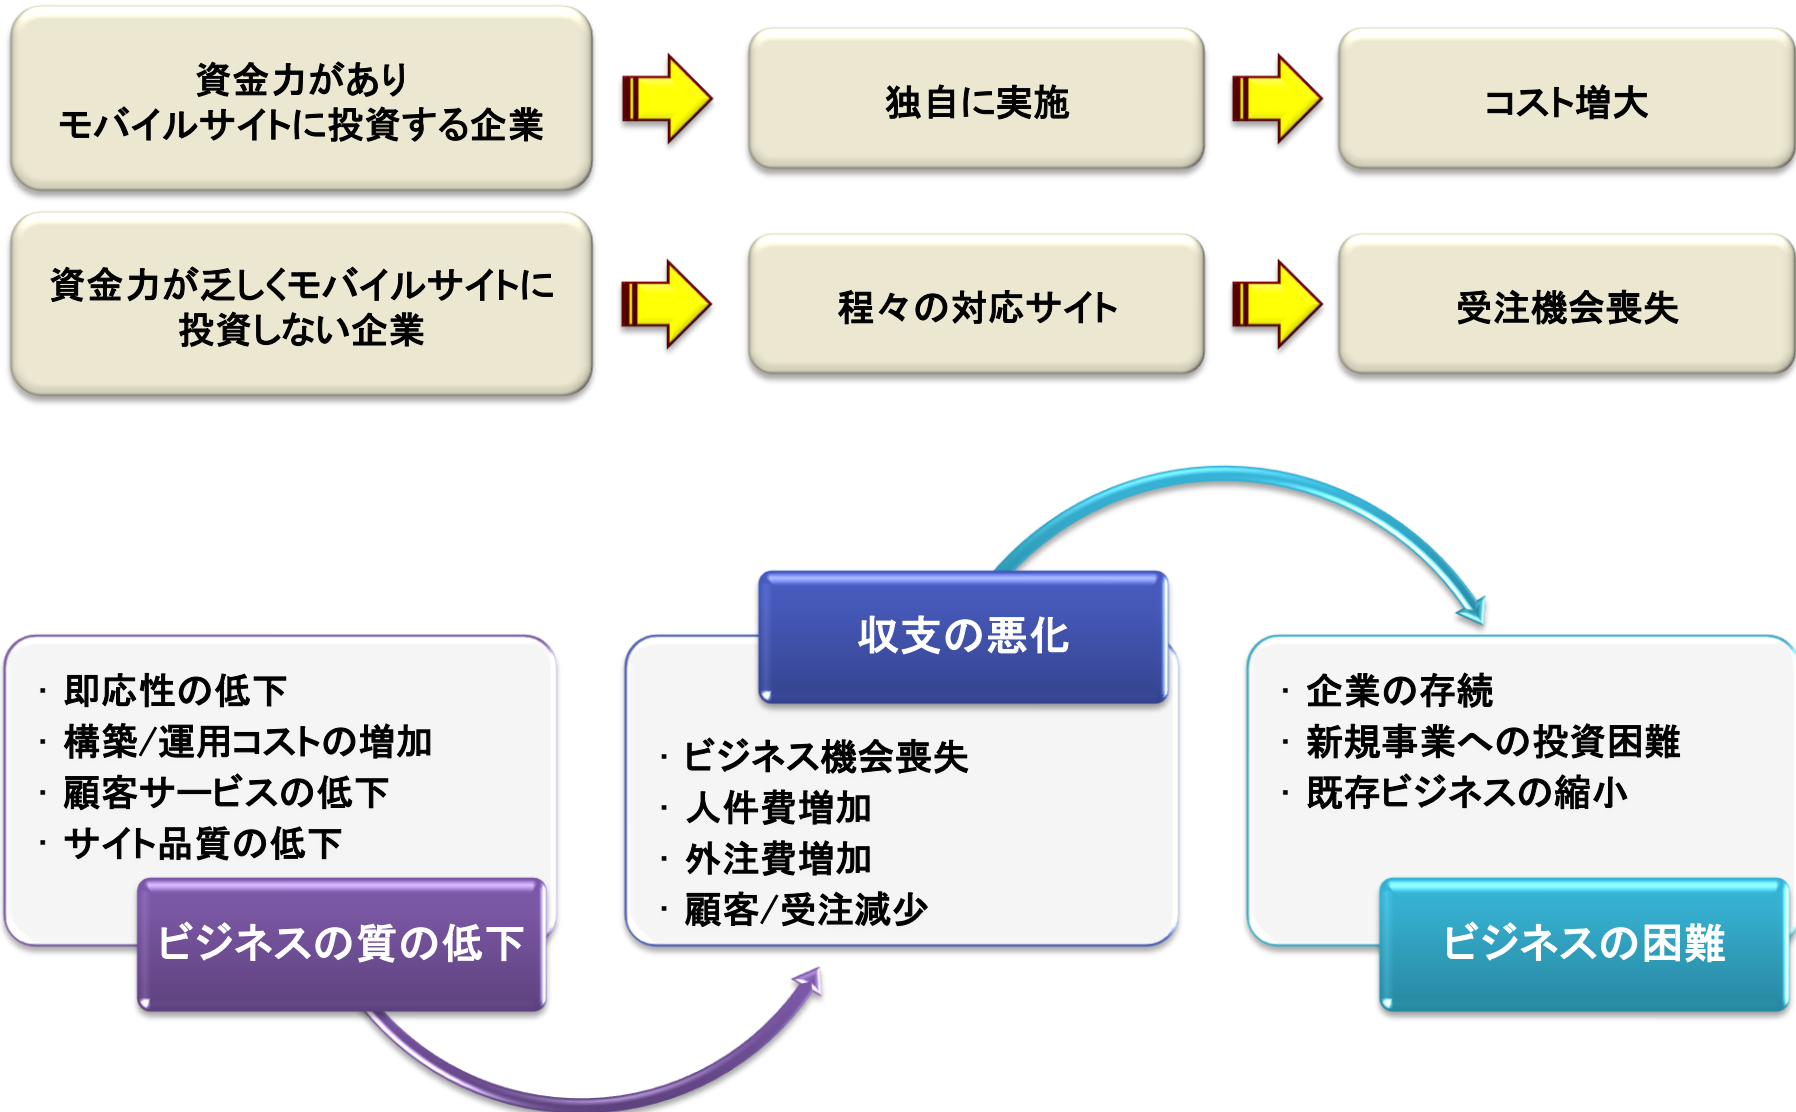 資金力があり
モバイルサイトに投資する企業
独自に実施
コスト増大
資金力が乏しくモバイルサイトに
投資しない企業
程々の対応サイト
受注機会喪失
・即応性の低下
・構築/運用コストの増加
・顧客サービスの低下
・サイト品質の低下
ビジネスの質の低下
収支の悪化
・ビジネス機会喪失
・人件費増加
・外注費増加
・顧客/受注減少
・企業の存続
・新規事業への投資困難
・既存ビジネスの縮小
ビジネスの困難